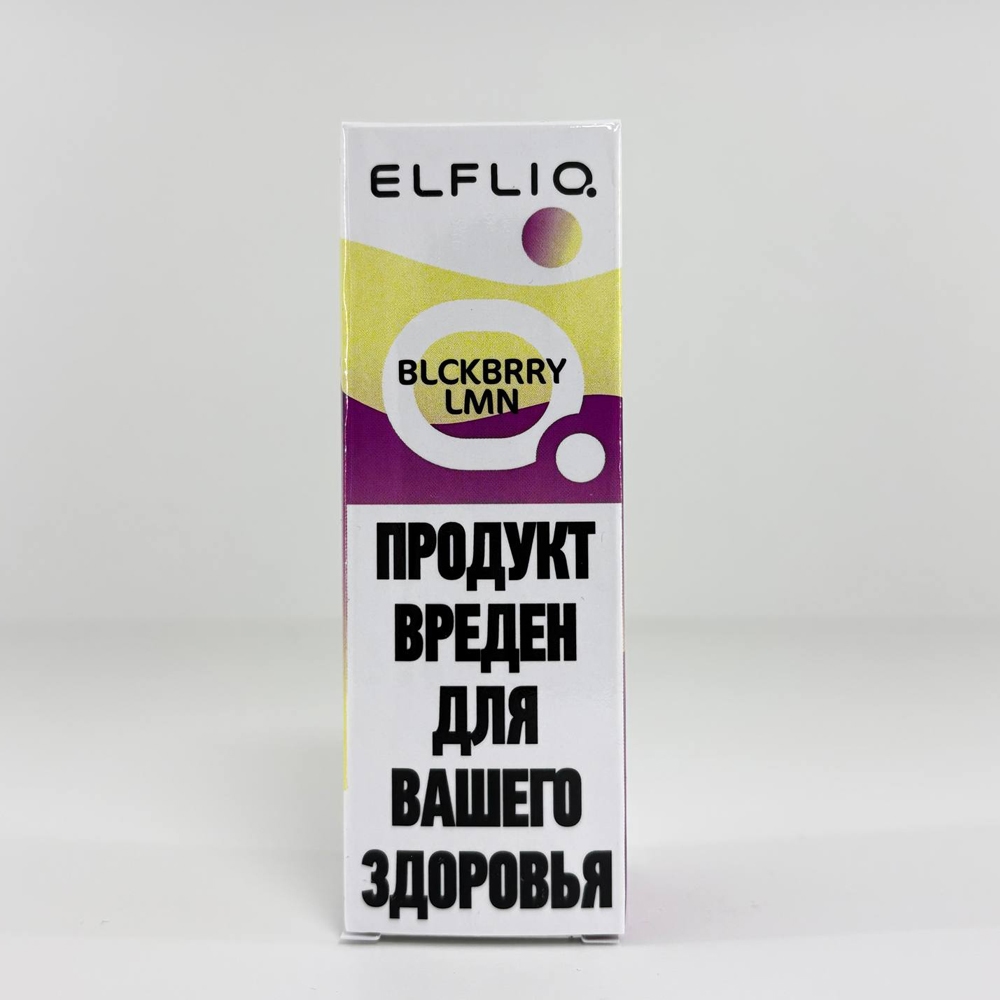 ELFLIQ
BLCKBRRY
LMN
ПРОДУКТ
ВРЕДЕН
ДЛЯ
ВАШЕГО
ЗДОРОВЬЯ